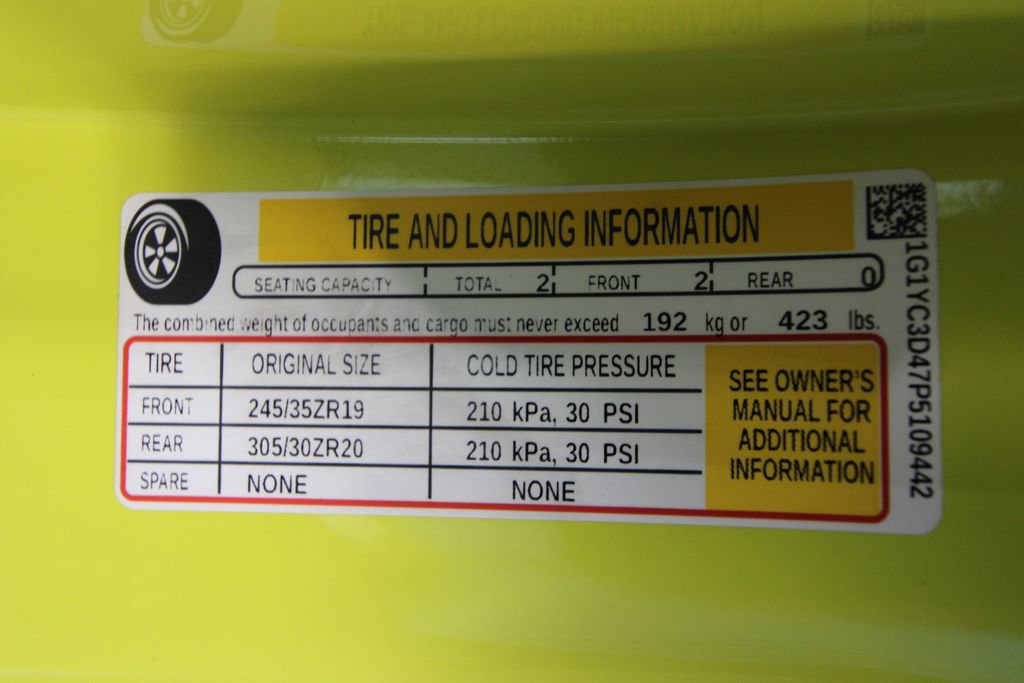 TIRE AND LOADING INFORMATION
SEATING CAPACITY TOTAL 2 FRONT 2 REAR 0
The combined weight of occupants and cargo must never exceed 192 kg or 423 lbs.
TIRE ORIGINAL SIZE COLD TIRE PRESSURE
FRONT 245/35ZR19 210 kPa, 30 PSI
REAR 305/30ZR20 210 kPa, 30 PSI
SPARE NONE NONE
SEE OWNER'S
MANUAL FOR
ADDITIONAL
INFORMATION
1G1YC3D47P5109442